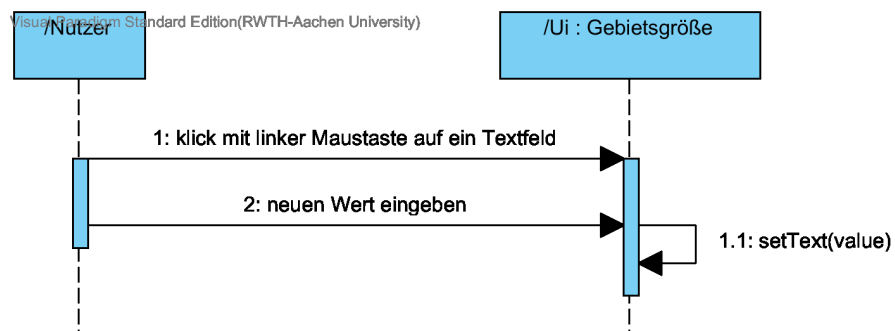 Visual Paradigm Standard Edition(RWTH-Aachen University)
/Nutzer
/Ui : Gebietsgröße
1: klick mit linker Maustaste auf ein Textfeld
2: neuen Wert eingeben
1.1: setText(value)